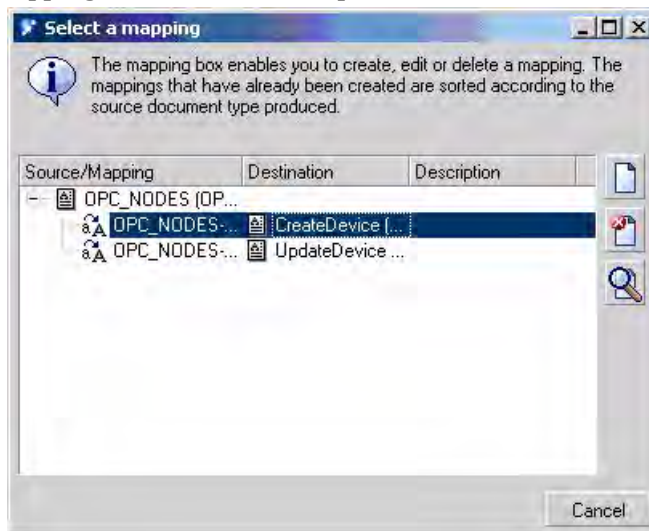 Select a mapping
The mapping box enables you to create, edit or delete a mapping. The
mappings that have already been created are sorted according to the
source document type produced.
Source/Mapping Destination Description
OPC_NODES (OP...
OPC_NODES-... CreateDevice (...
OPC_NODES-... UpdateDevice ...
Cancel